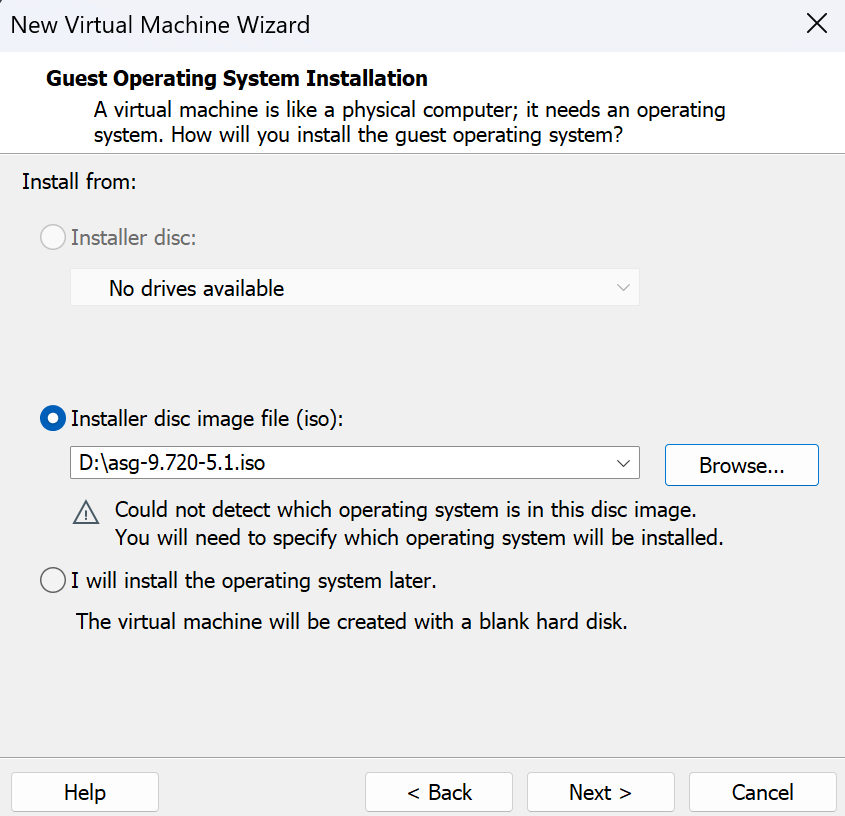 New Virtual Machine Wizard
Guest Operating System Installation
A virtual machine is like a physical computer; it needs an operating
system. How will you install the guest operating system?
Install from:
Installer disc:
No drives available
Installer disc image file (iso):
D:\asg-9.720-5.1.iso
Browse...
Could not detect which operating system is in this disc image.
You will need to specify which operating system will be installed.
I will install the operating system later.
The virtual machine will be created with a blank hard disk.
Help
< Back
Next >
Cancel